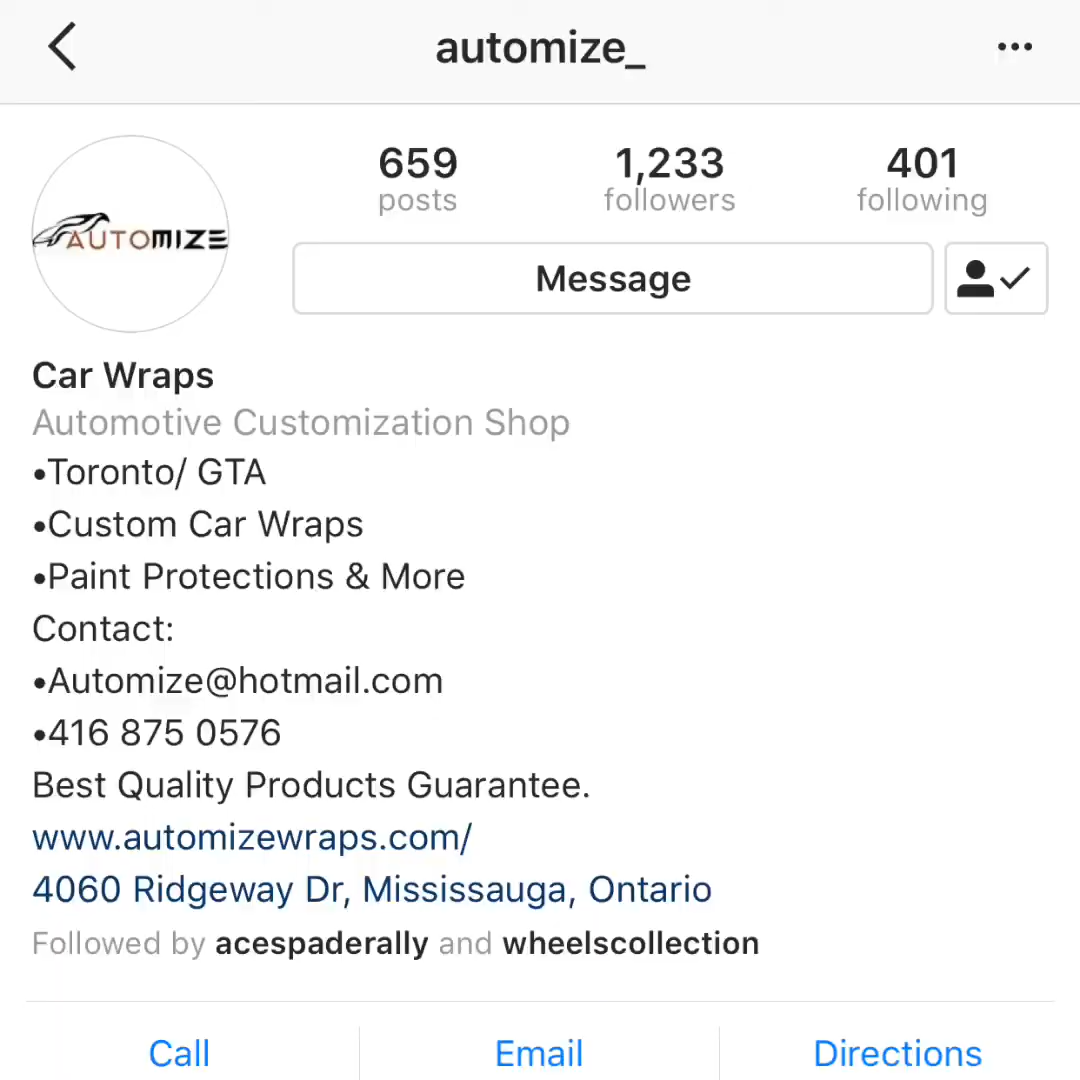 automize_
659 1,233 401
posts followers following
AUTOMIZE
Message
Car Wraps
Automotive Customization Shop
•Toronto/ GTA
•Custom Car Wraps
•Paint Protections & More
Contact:
•Automize@hotmail.com
•416 875 0576
Best Quality Products Guarantee.
www.automizewraps.com/
4060 Ridgeway Dr, Mississauga, Ontario
Followed by acespaderally and wheelscollection
Call Email Directions